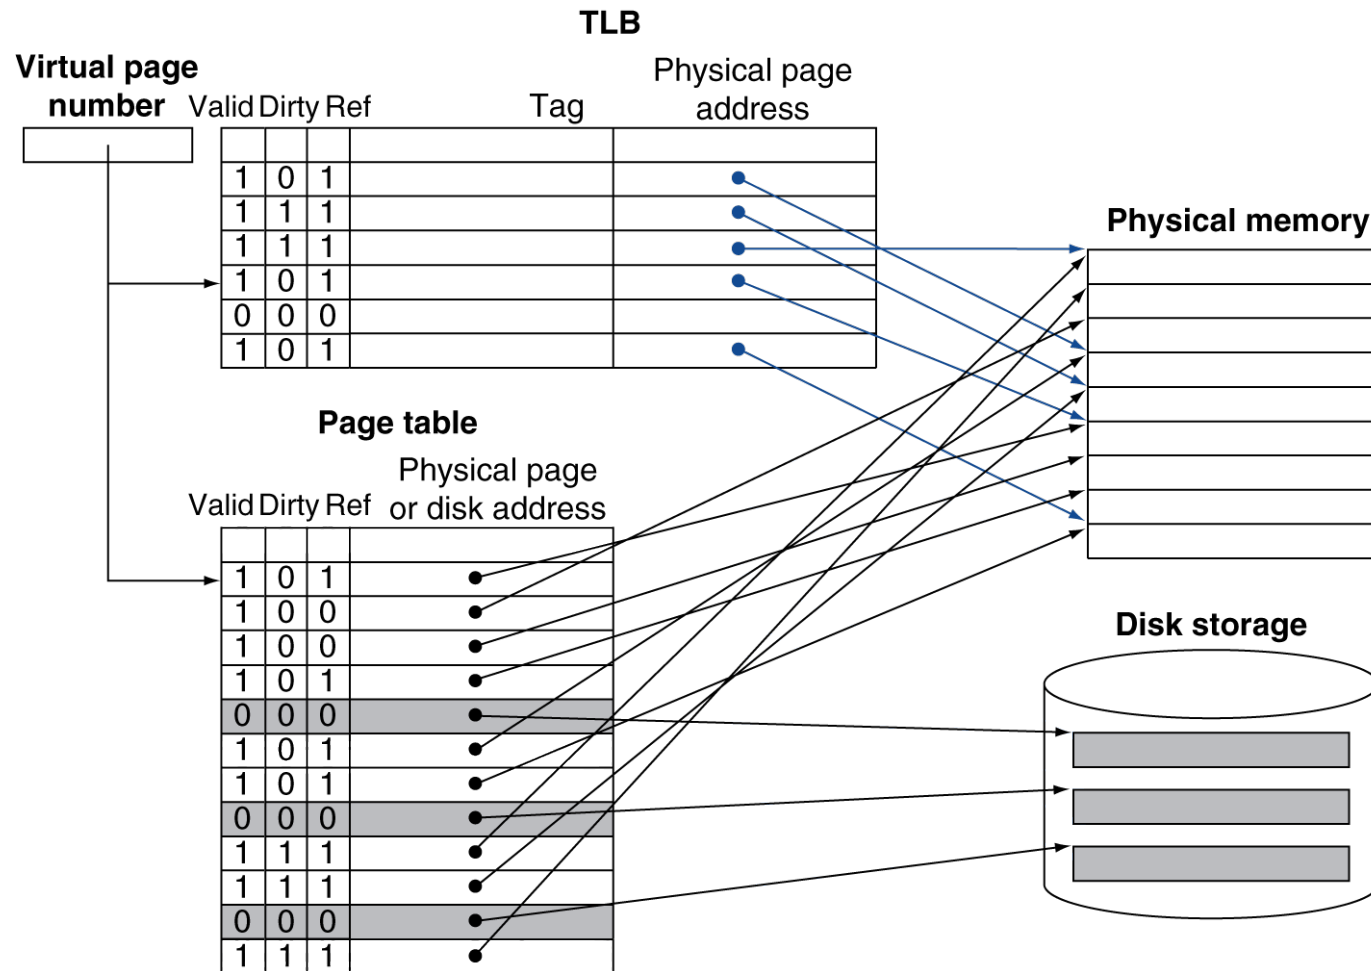 TLB
Virtual page
number
Valid Dirty Ref
Tag
Physical page
address
1 0 1
1 1 1
1 1 1
1 0 1
0 0 0
1 0 1
Physical memory
Page table
Physical page
or disk address
Valid Dirty Ref
1 0 1
1 0 0
1 0 0
1 0 1
0 0 0
1 0 1
1 0 1
0 0 0
1 1 1
1 1 1
0 0 0
1 1 1
Disk storage